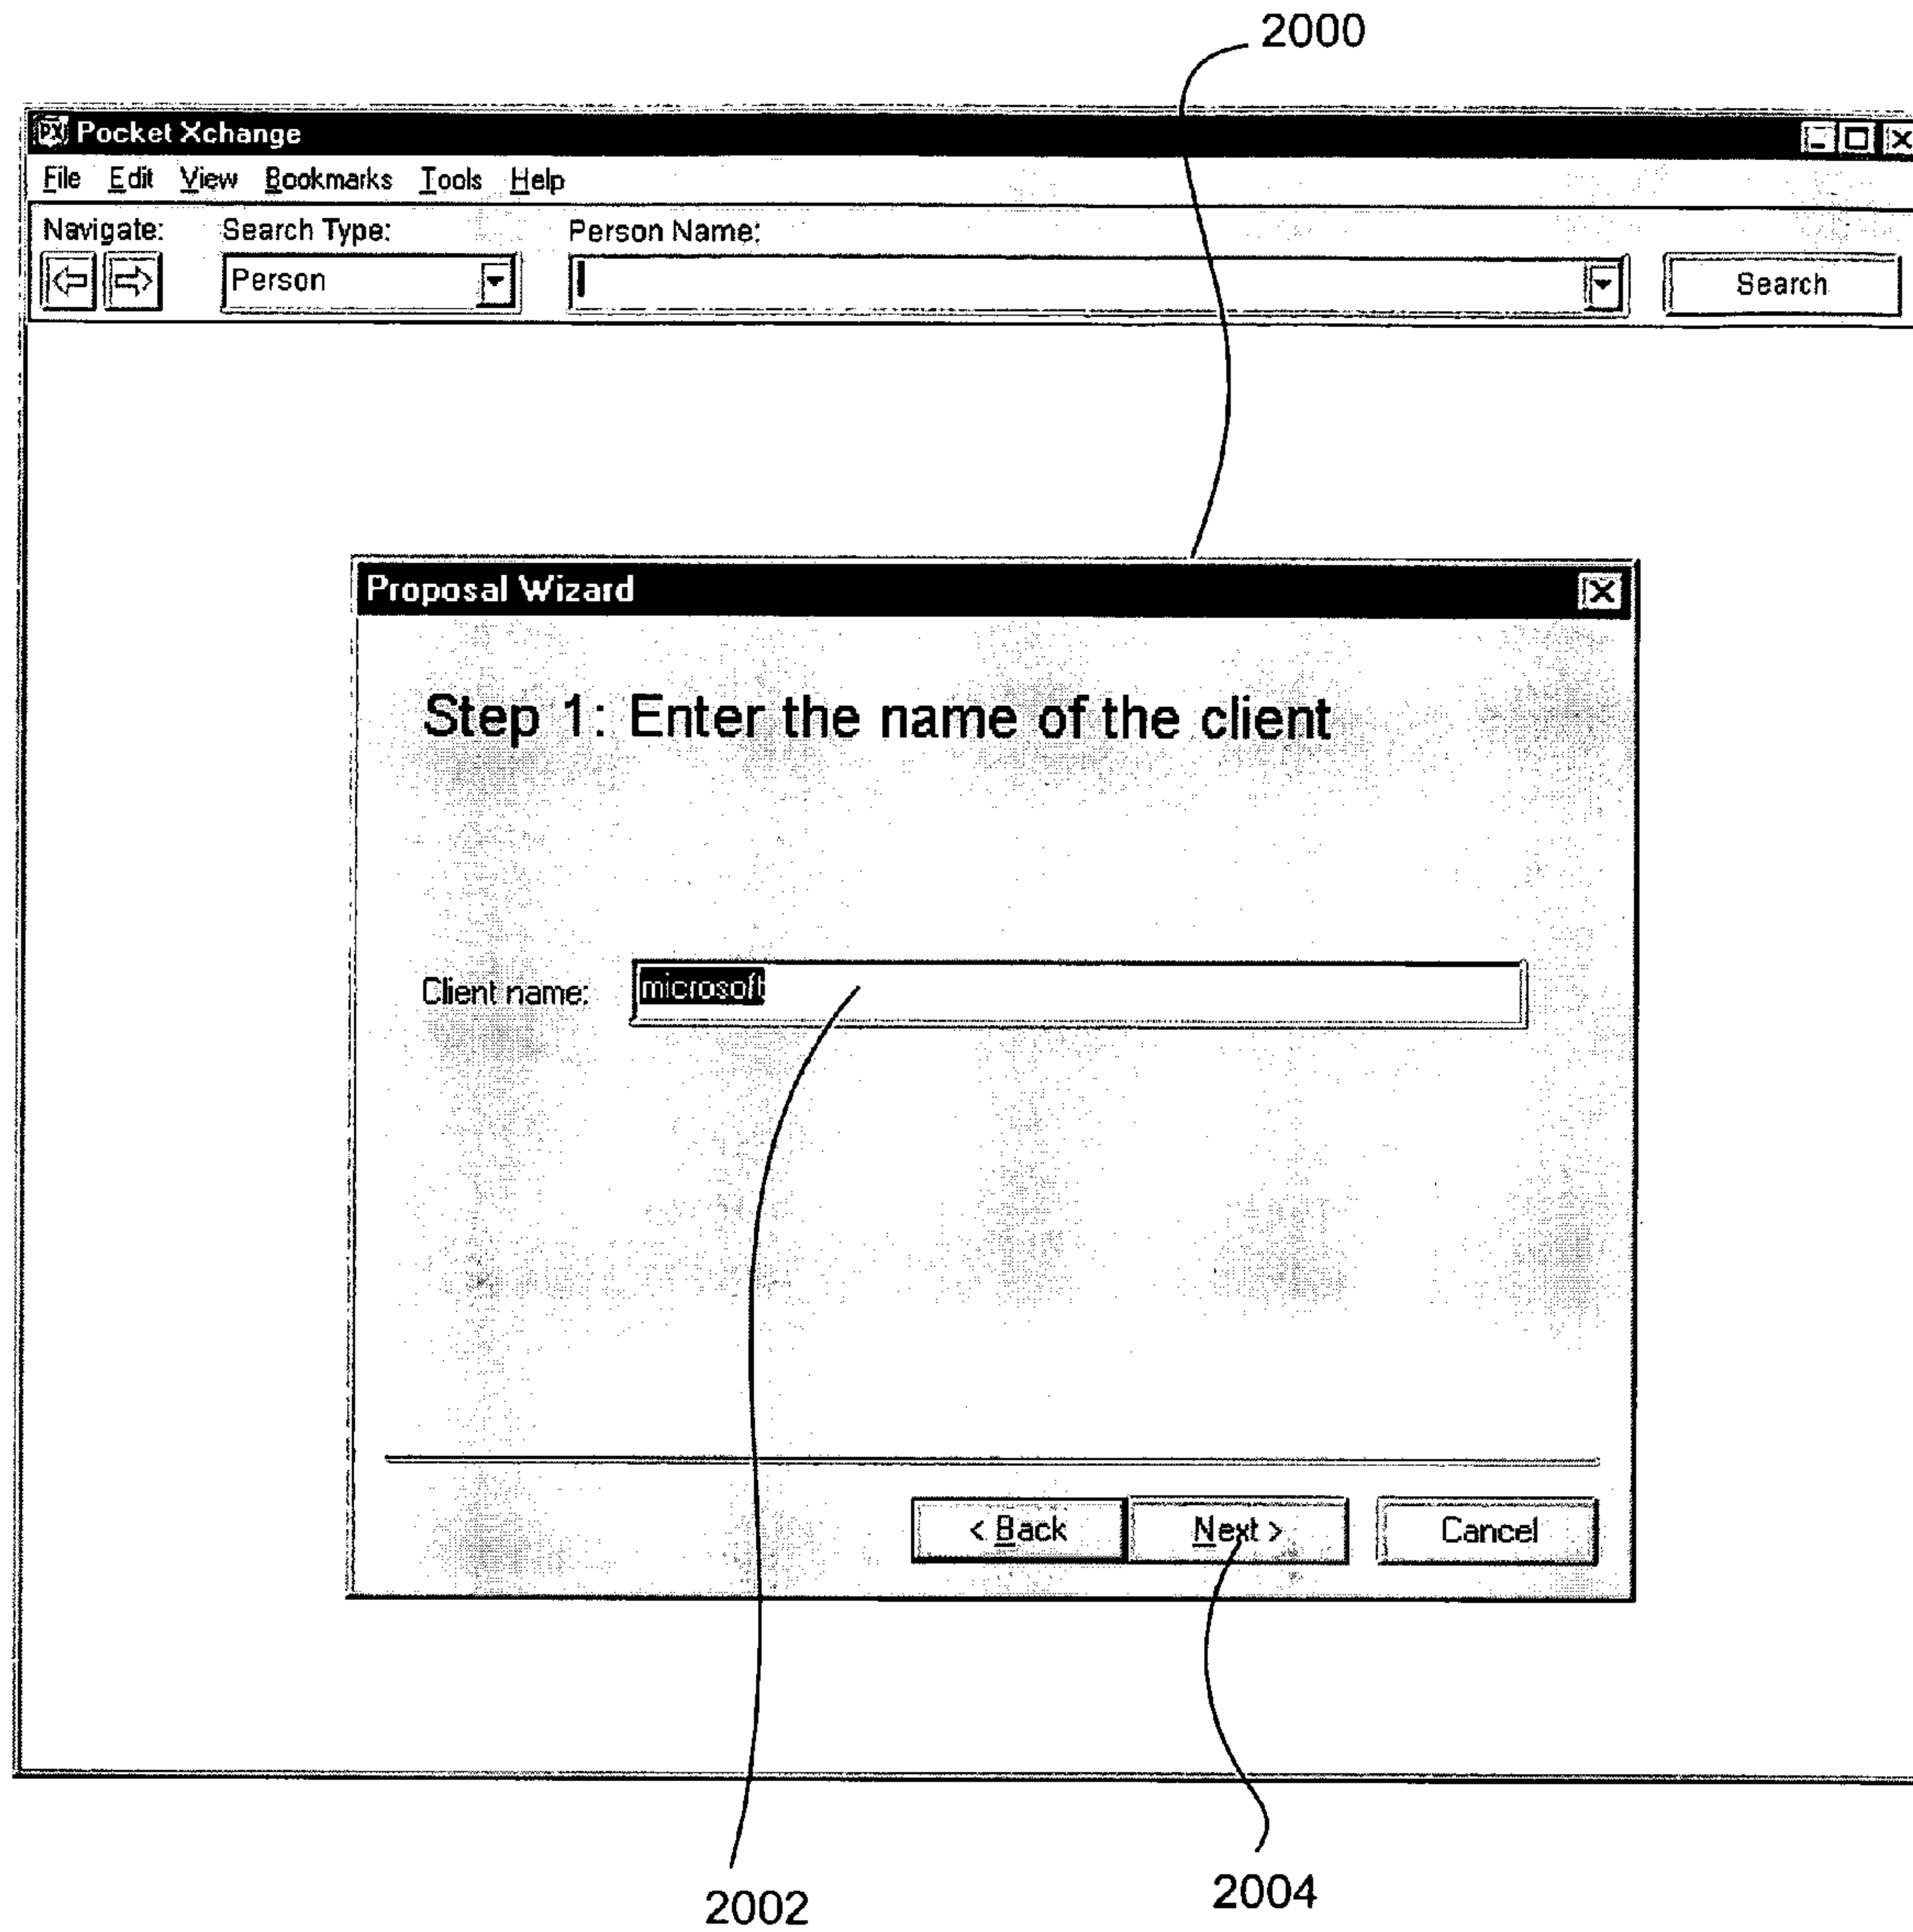 2000
PX Pocket Xchange
File Edit View Bookmarks Tools Help
Navigate: Search Type: Person Name:
Person Search
Proposal Wizard
Step 1: Enter the name of the client
Client name: microsoft
< Back Next > Cancel
2002 2004